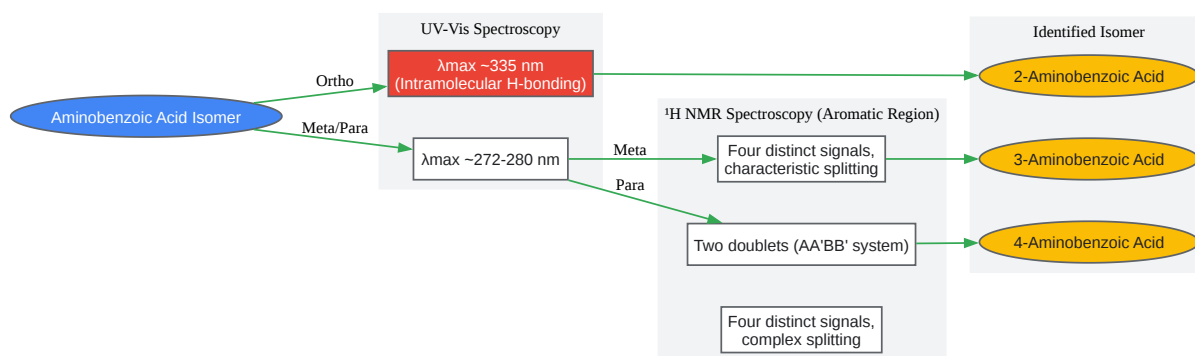 UV-Vis Spectroscopy
Identified Isomer
λmax ~335 nm
(Intramolecular H-bonding)
Ortho
2-Aminobenzoic Acid
Aminobenzoic Acid Isomer
¹H NMR Spectroscopy (Aromatic Region)
Meta/Para
λmax ~272-280 nm
Meta
Four distinct signals,
characteristic splitting
3-Aminobenzoic Acid
Para
Two doublets (AA'BB' system)
4-Aminobenzoic Acid
Four distinct signals,
complex splitting